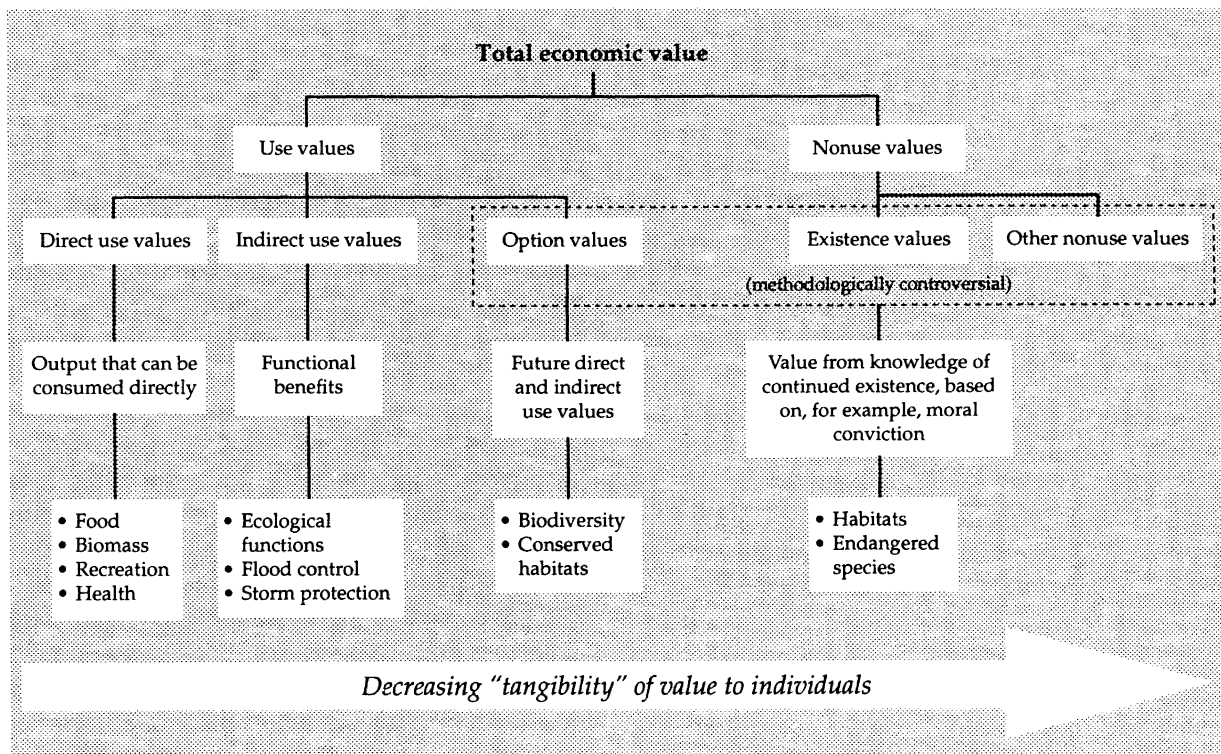 Total economic value
Use values
Nonuse values
Direct use values
Indirect use values
Option values
Existence values
Other nonuse values
(methodologically controversial)
Output that can be
consumed directly
Functional
benefits
Future direct
and indirect
use values
Value from knowledge of
continued existence, based
on, for example, moral
conviction
• Food
• Biomass
• Recreation
• Health
• Ecological
functions
• Flood control
• Storm protection
• Biodiversity
• Conserved
habitats
• Habitats
• Endangered
species
Decreasing "tangibility" of value to individuals